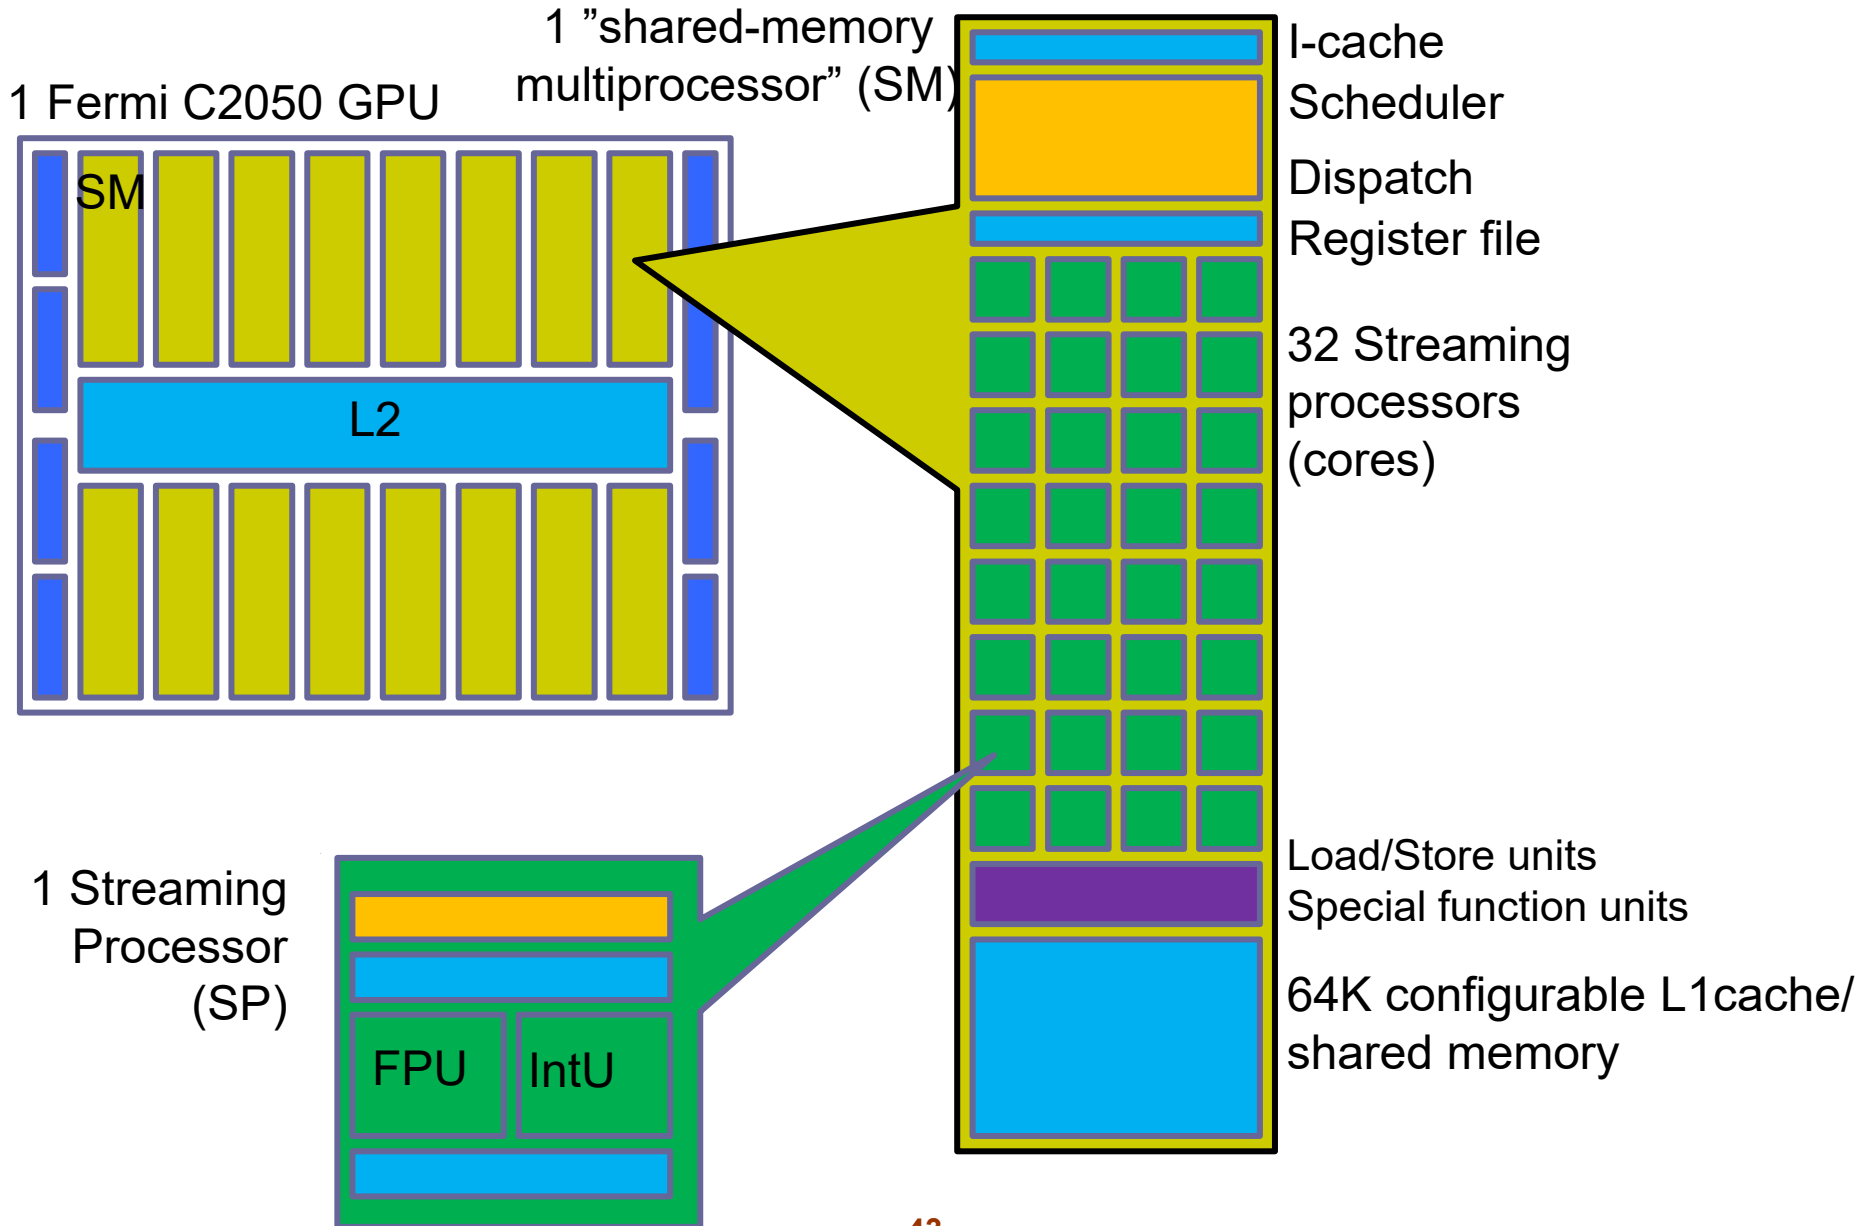 1 ”shared-memory
multiprocessor” (SM)
1 Fermi C2050 GPU
SM
L2
I-cache
Scheduler
Dispatch
Register file
32 Streaming
processors
(cores)
Load/Store units
Special function units
64K configurable L1cache/
shared memory
1 Streaming
Processor
(SP)
FPU
IntU